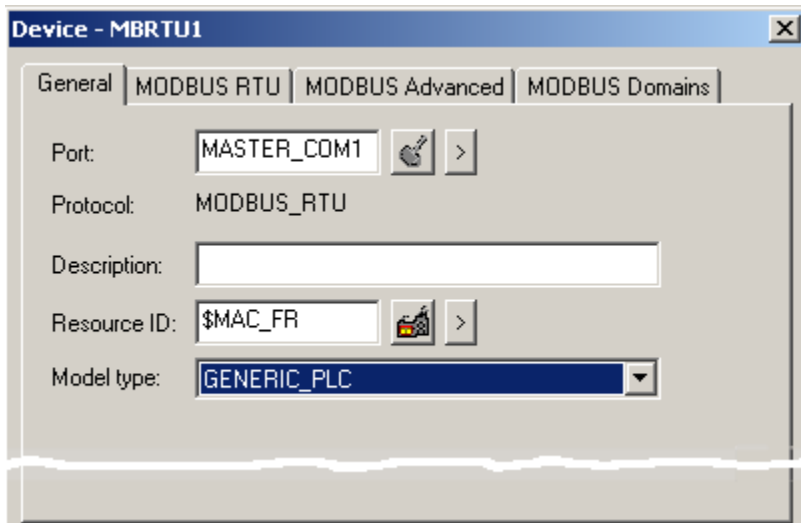 Device - MBRTU1
General MODBUS RTU MODBUS Advanced MODBUS Domains
Port: MASTER_COM1 >
Protocol: MODBUS_RTU
Description:
Resource ID: $MAC_FR >
Model type: GENERIC_PLC